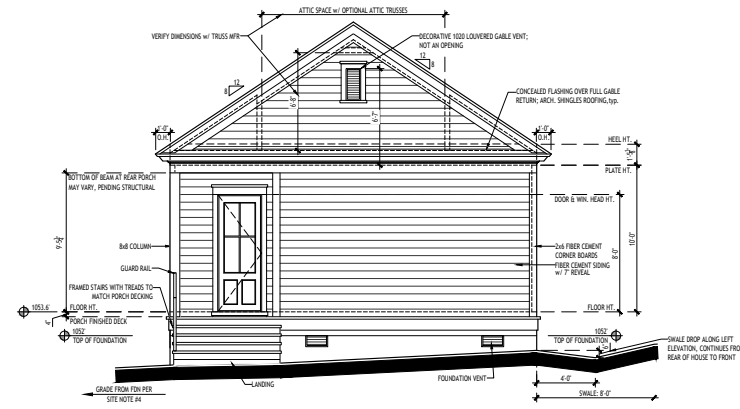 ATTIC SPACE w/ OPTIONAL ATTIC TRUSSES
VERIFY DIMENSIONS w/ TRUSS MFR
DECORATIVE 1020 LOUVERED GABLE VENT;
NOT AN OPENING
12
8
12
8
CONCEALED FLASHING OVER FULL GABLE
RETURN; ARCH. SHINGLES ROOFING,typ.
6'-8"
6'-7"
1'-0"
O.H.
1'-0"
O.H.
HEEL HT.
PLATE HT.
BOTTOM OF BEAM AT REAR PORCH
MAY VARY, PENDING STRUCTURAL
DOOR & WIN. HEAD HT.
8'-0"
10'-0"
8x8 COLUMN
2x6 FIBER CEMENT
CORNER BOARDS
GUARD RAIL
FIBER CEMENT SIDING
w/ 7" REVEAL
FRAMED STAIRS WITH TREADS TO
MATCH PORCH DECKING
1053.6'
FLOOR HT.
FLOOR HT.
PORCH FINISHED DECK
1052'
TOP OF FOUNDATION
1052'
TOP OF FOUNDATION
SWALE DROP ALONG LEFT
ELEVATION, CONTINUES FRO
REAR OF HOUSE TO FRONT
FOUNDATION VENT
LANDING
4'-0"
GRADE FROM FDN PER
SITE NOTE #4
SWALE: 8'-0"